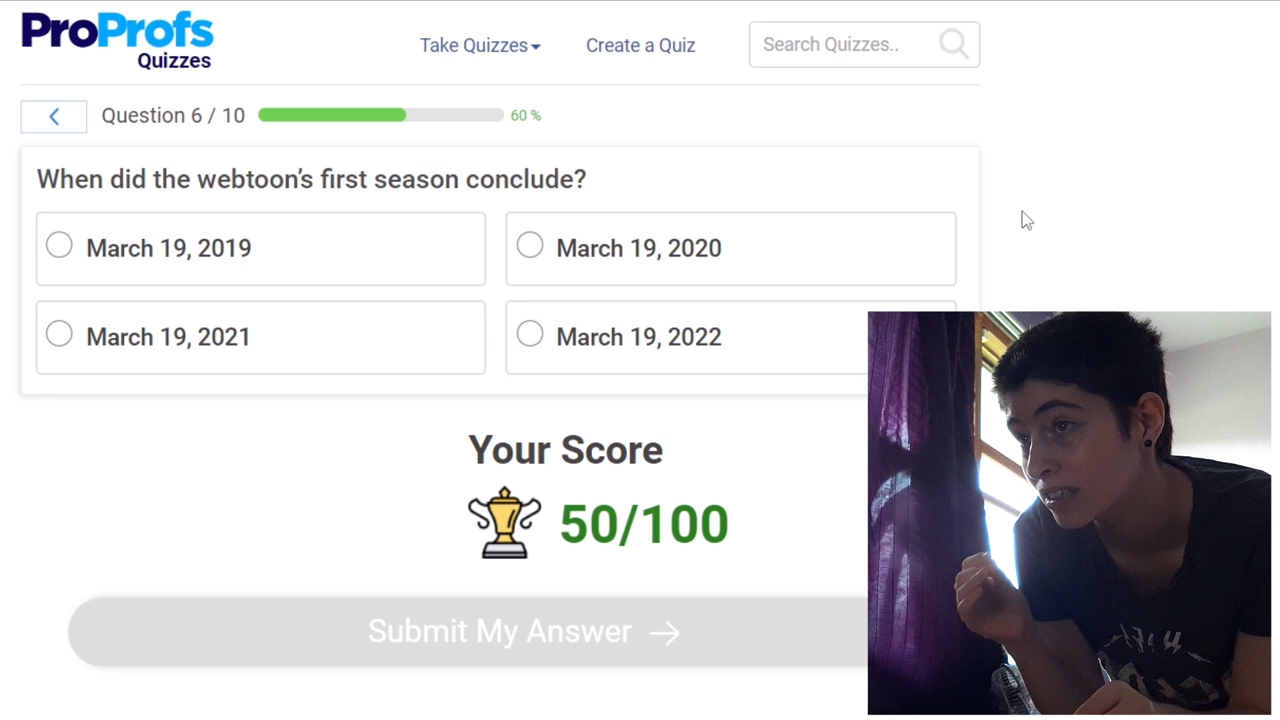 ProProfs
Quizzes
Take Quizzes
Create a Quiz
Search Quizzes..
Question 6 / 10
60 %
When did the webtoon's first season conclude?
March 19, 2019
March 19, 2020
March 19, 2021
March 19, 2022
Your Score
50/100
Submit My Answer